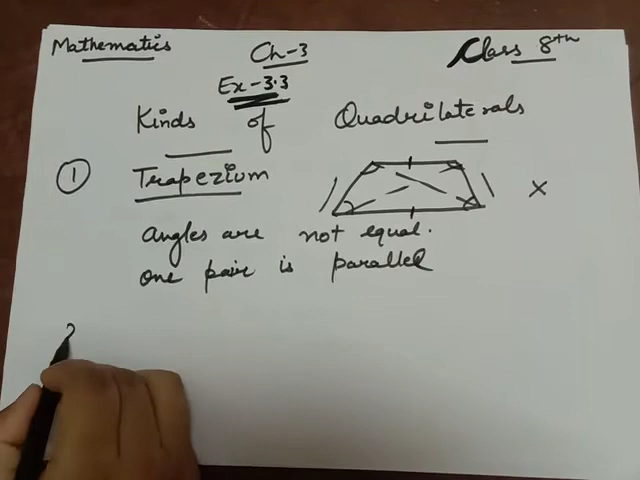 Mathematics Ch-3 Class 8th
Ex-3.3
Kinds of Quadrilaterals
① Trapezium ×
angles are not equal.
one pair is parallel
2